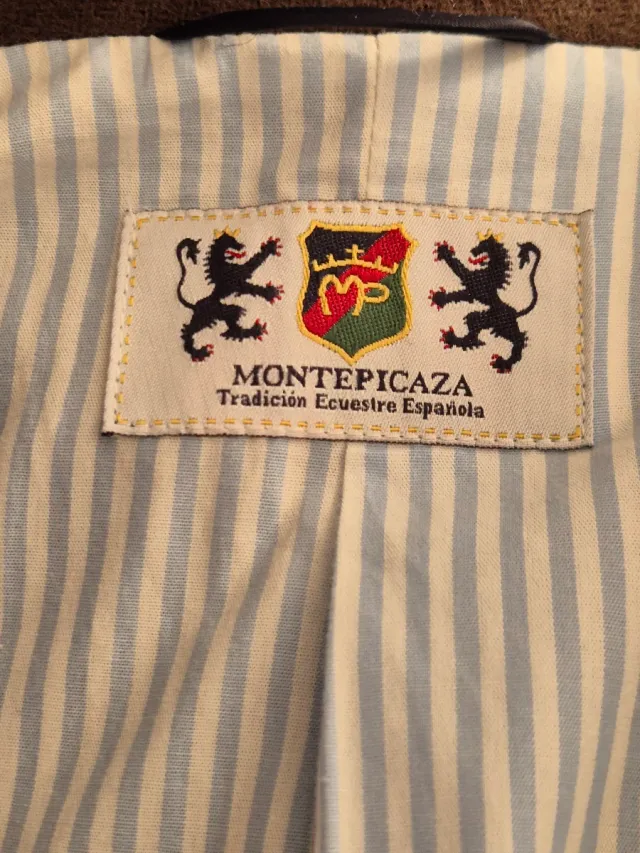 MP
MONTEPICAZA
Tradición Ecuestre Española